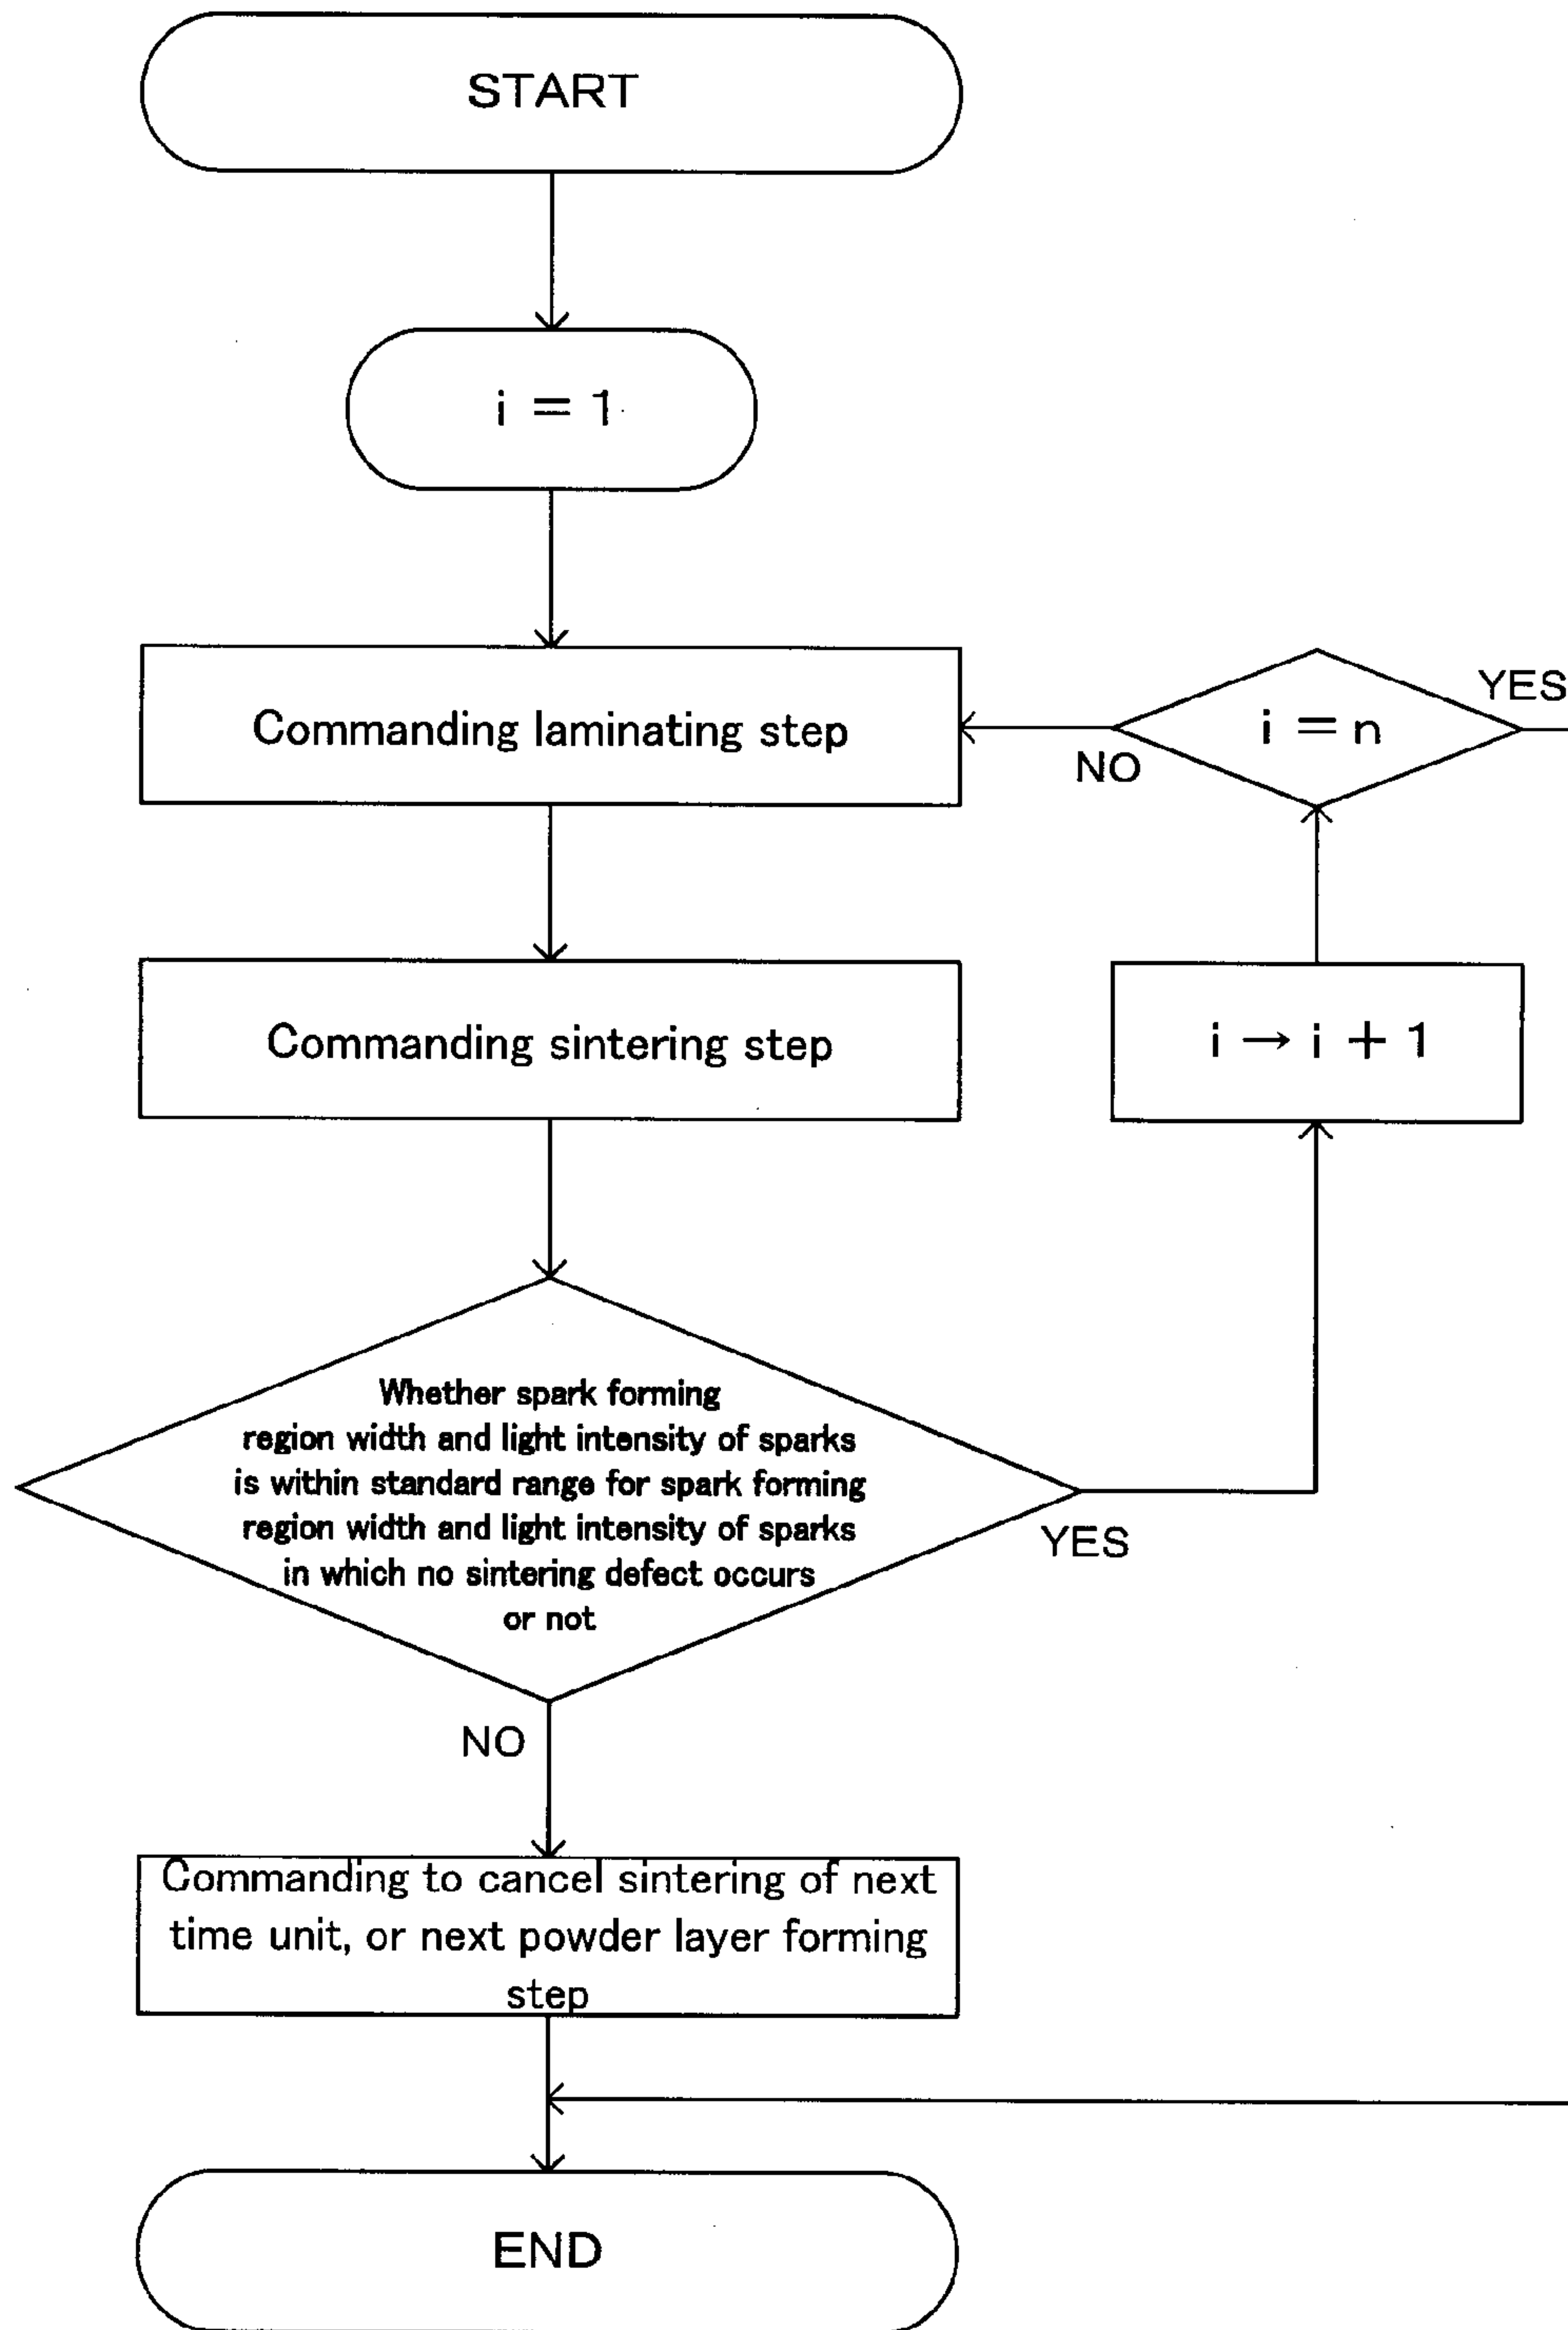 START
i = 1
Commanding laminating step
YES
i = n
NO
Commanding sintering step
i → i + 1
Whether spark forming
region width and light intensity of sparks
is within standard range for spark forming
region width and light intensity of sparks
in which no sintering defect occurs
or not
YES
NO
Commanding to cancel sintering of next
time unit, or next powder layer forming
step
END